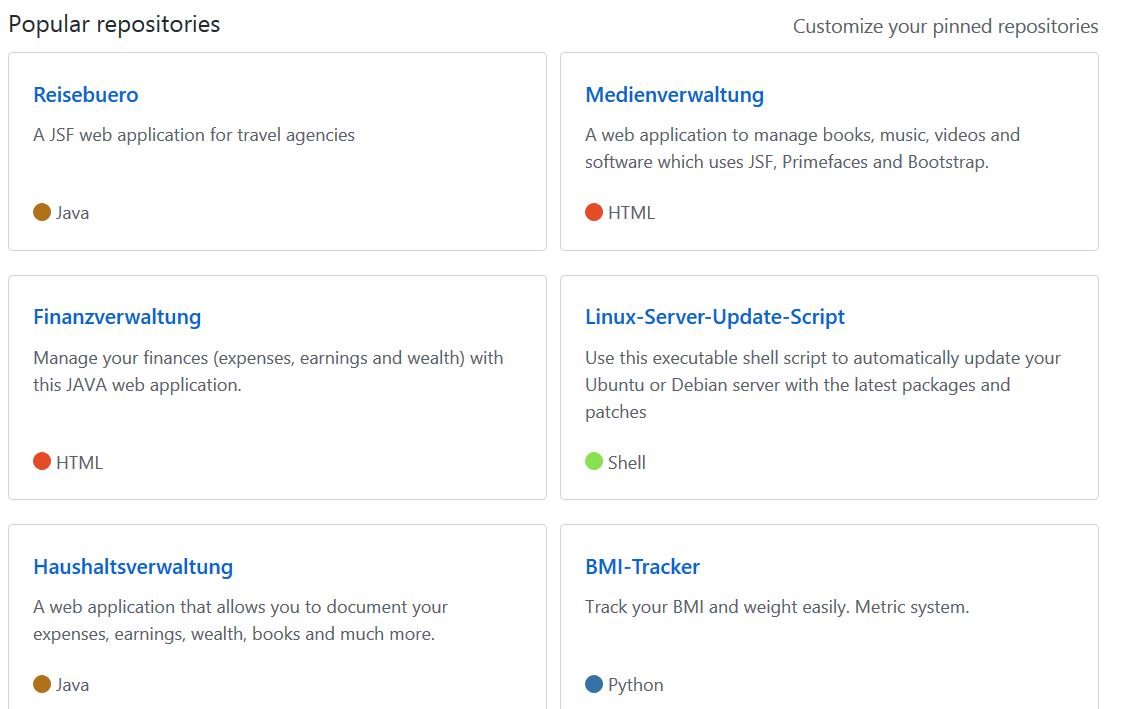 Popular repositories
Customize your pinned repositories
Reisebuero
A JSF web application for travel agencies
Java
Medienverwaltung
A web application to manage books, music, videos and
software which uses JSF, Primefaces and Bootstrap.
HTML
Finanzverwaltung
Manage your finances (expenses, earnings and wealth) with
this JAVA web application.
HTML
Linux-Server-Update-Script
Use this executable shell script to automatically update your
Ubuntu or Debian server with the latest packages and
patches
Shell
Haushaltsverwaltung
A web application that allows you to document your
expenses, earnings, wealth, books and much more.
Java
BMI-Tracker
Track your BMI and weight easily. Metric system.
Python